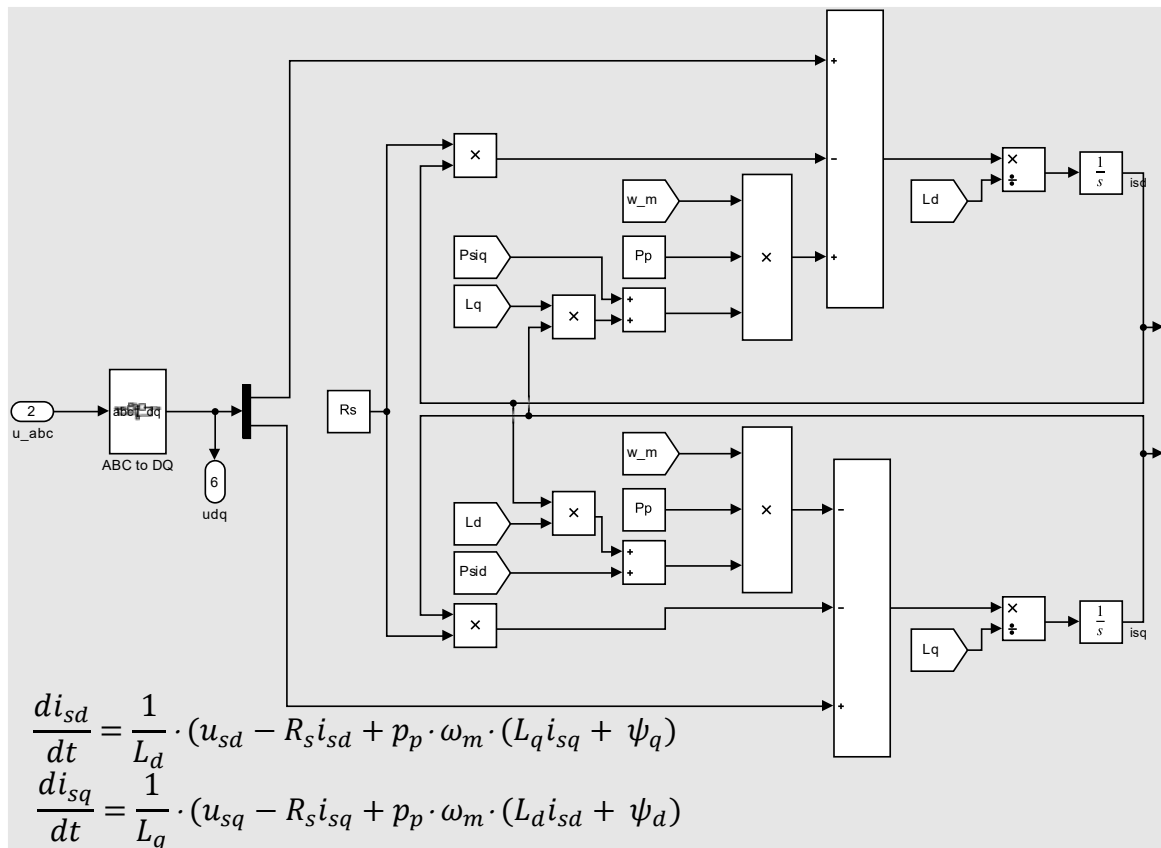 +
×
−
×
÷
1
s
isd
w_m
Ld
Psiq
Pp
×
+
Lq
×
+
+
2
u_abc
abc dq
ABC to DQ
6
udq
Rs
w_m
Pp
×
−
Ld
×
+
+
Psid
×
−
×
÷
1
s
isq
Lq
+
di_sd/dt = 1/L_d · (u_sd − R_s i_sd + p_p · ω_m · (L_q i_sq + ψ_q)
di_sq/dt = 1/L_q · (u_sq − R_s i_sq + p_p · ω_m · (L_d i_sd + ψ_d)